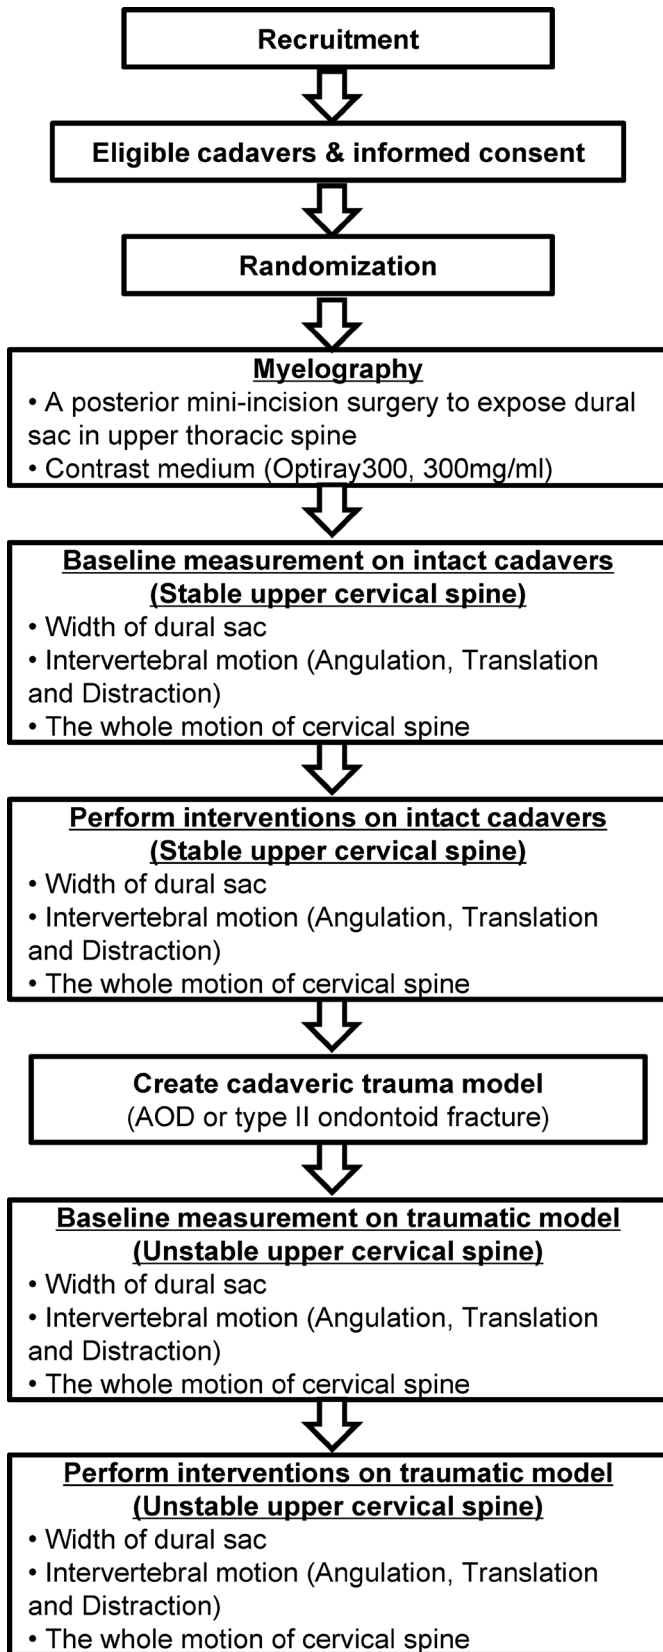 Recruitment
Eligible cadavers & informed consent
Randomization
Myelography
• A posterior mini-incision surgery to expose dural
sac in upper thoracic spine
• Contrast medium (Optiray300, 300mg/ml)
Baseline measurement on intact cadavers
(Stable upper cervical spine)
• Width of dural sac
• Intervertebral motion (Angulation, Translation
and Distraction)
• The whole motion of cervical spine
Perform interventions on intact cadavers
(Stable upper cervical spine)
• Width of dural sac
• Intervertebral motion (Angulation, Translation
and Distraction)
• The whole motion of cervical spine
Create cadaveric trauma model
(AOD or type II ondontoid fracture)
Baseline measurement on traumatic model
(Unstable upper cervical spine)
• Width of dural sac
• Intervertebral motion (Angulation, Translation
and Distraction)
• The whole motion of cervical spine
Perform interventions on traumatic model
(Unstable upper cervical spine)
• Width of dural sac
• Intervertebral motion (Angulation, Translation
and Distraction)
• The whole motion of cervical spine